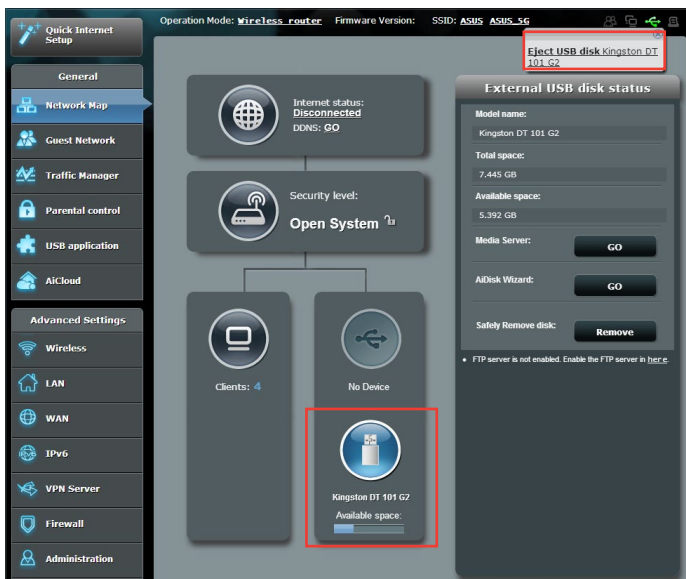 Operation Mode: Wireless router Firmware Version: SSID: ASUS ASUS_5G
Quick Internet
Setup
General
Network Map
Guest Network
Traffic Manager
Parental control
USB application
AiCloud
Advanced Settings
Wireless
LAN
WAN
IPv6
VPN Server
Firewall
Administration
Internet status:
Disconnected
DDNS: GO
Security level:
Open System
Clients: 4
No Device
Kingston DT 101 G2
Available space:
Eject USB disk Kingston DT
101 G2
External USB disk status
Model name:
Kingston DT 101 G2
Total space:
7.445 GB
Available space:
5.392 GB
Media Server: GO
AiDisk Wizard: GO
Safely Remove disk: Remove
• FTP server is not enabled. Enable the FTP server in here.